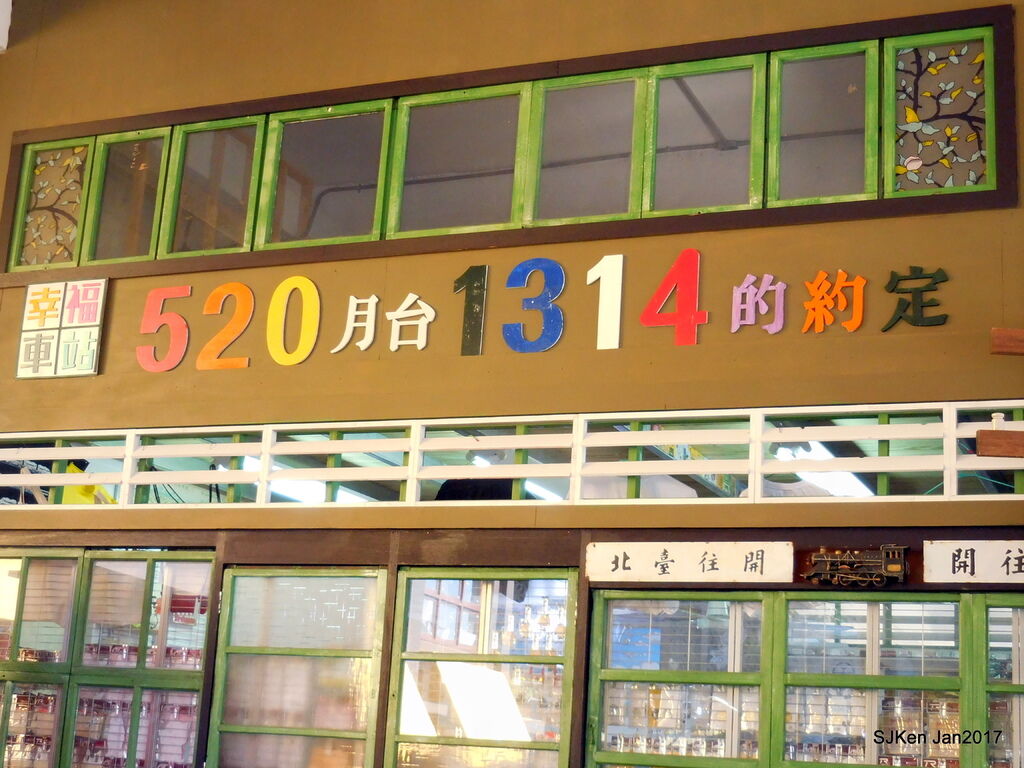 幸福
車站
520月台1314的約定
北臺往開
開往
SJKen Jan2017